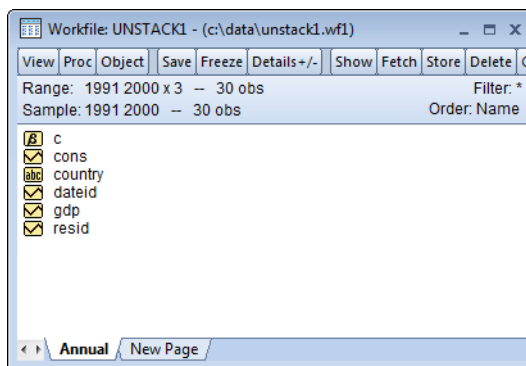 Workfile: UNSTACK1 - (c:\data\unstack1.wf1)
View Proc Object Save Freeze Details+/- Show Fetch Store Delete
Range: 1991 2000 x 3 -- 30 obs Filter: *
Sample: 1991 2000 -- 30 obs Order: Name
β c
cons
abc country
dateid
gdp
resid
Annual New Page